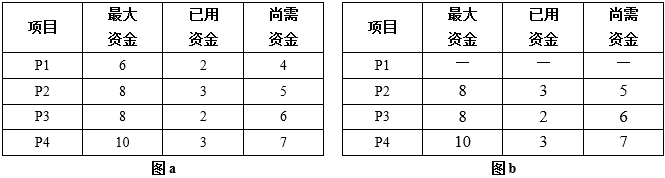 项目 最大资金 已用资金 尚需资金
P1 6 2 4
P2 8 3 5
P3 8 2 6
P4 10 3 7
图 a
项目 最大资金 已用资金 尚需资金
P1 — — —
P2 8 3 5
P3 8 2 6
P4 10 3 7
图 b